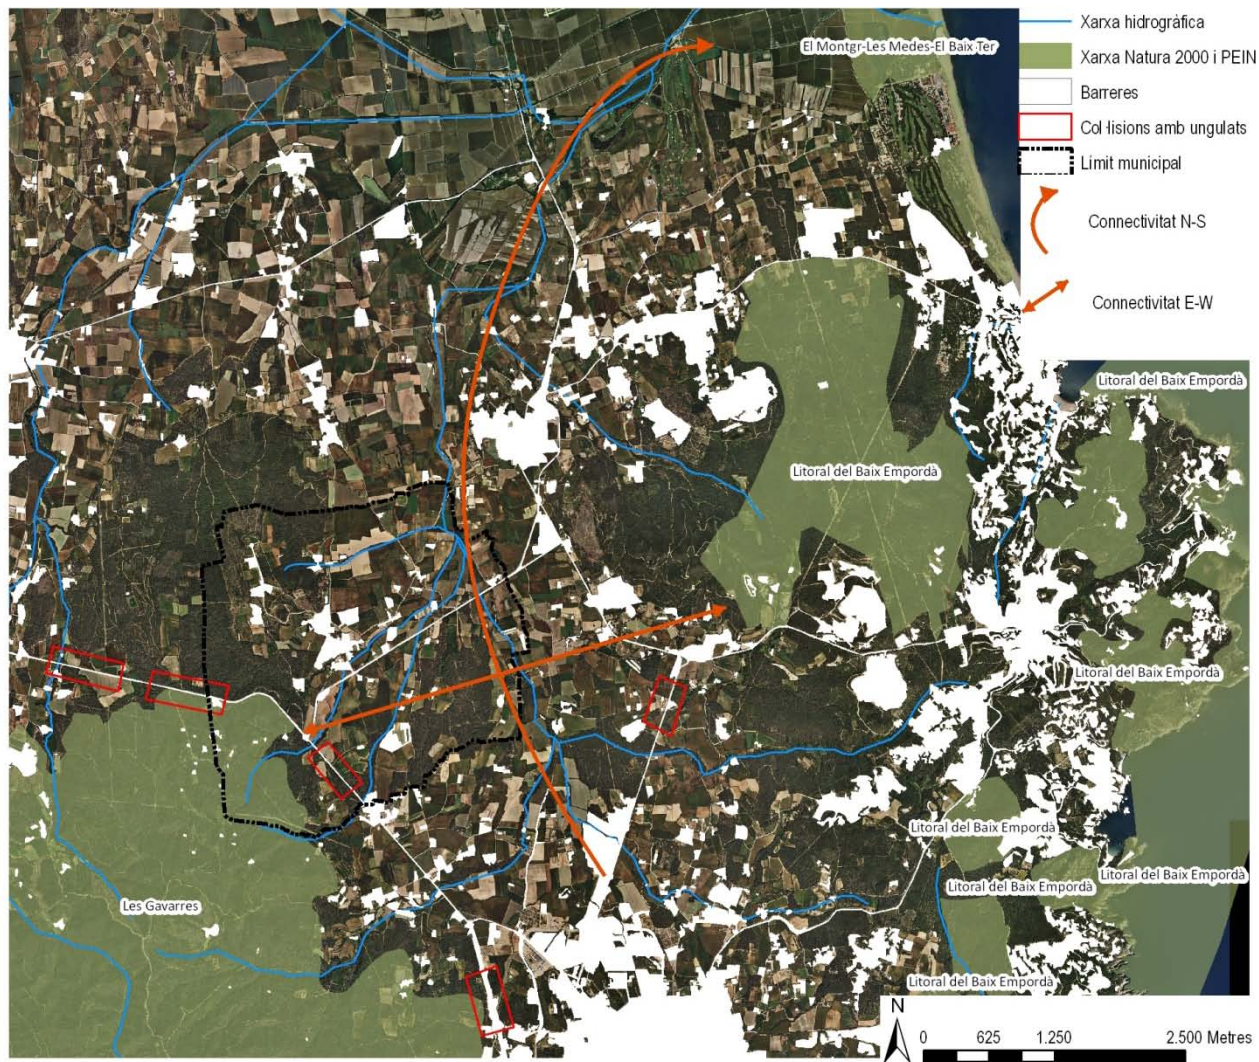 El Montgr-Les Medes-El Baix Ter
Xarxa hidrogràfica
Xarxa Natura 2000 i PEIN
Barreres
Col·lisions amb ungulats
Límit municipal
Connectivitat N-S
Connectivitat E-W
Litoral del Baix Empordà
Litoral del Baix Empordà
Litoral del Baix Empordà
Litoral del Baix Empordà
Litoral del Baix Empordà
Litoral del Baix Empordà
Les Gavarres
Litoral del Baix Empordà
N
0 625 1.250 2.500 Metres